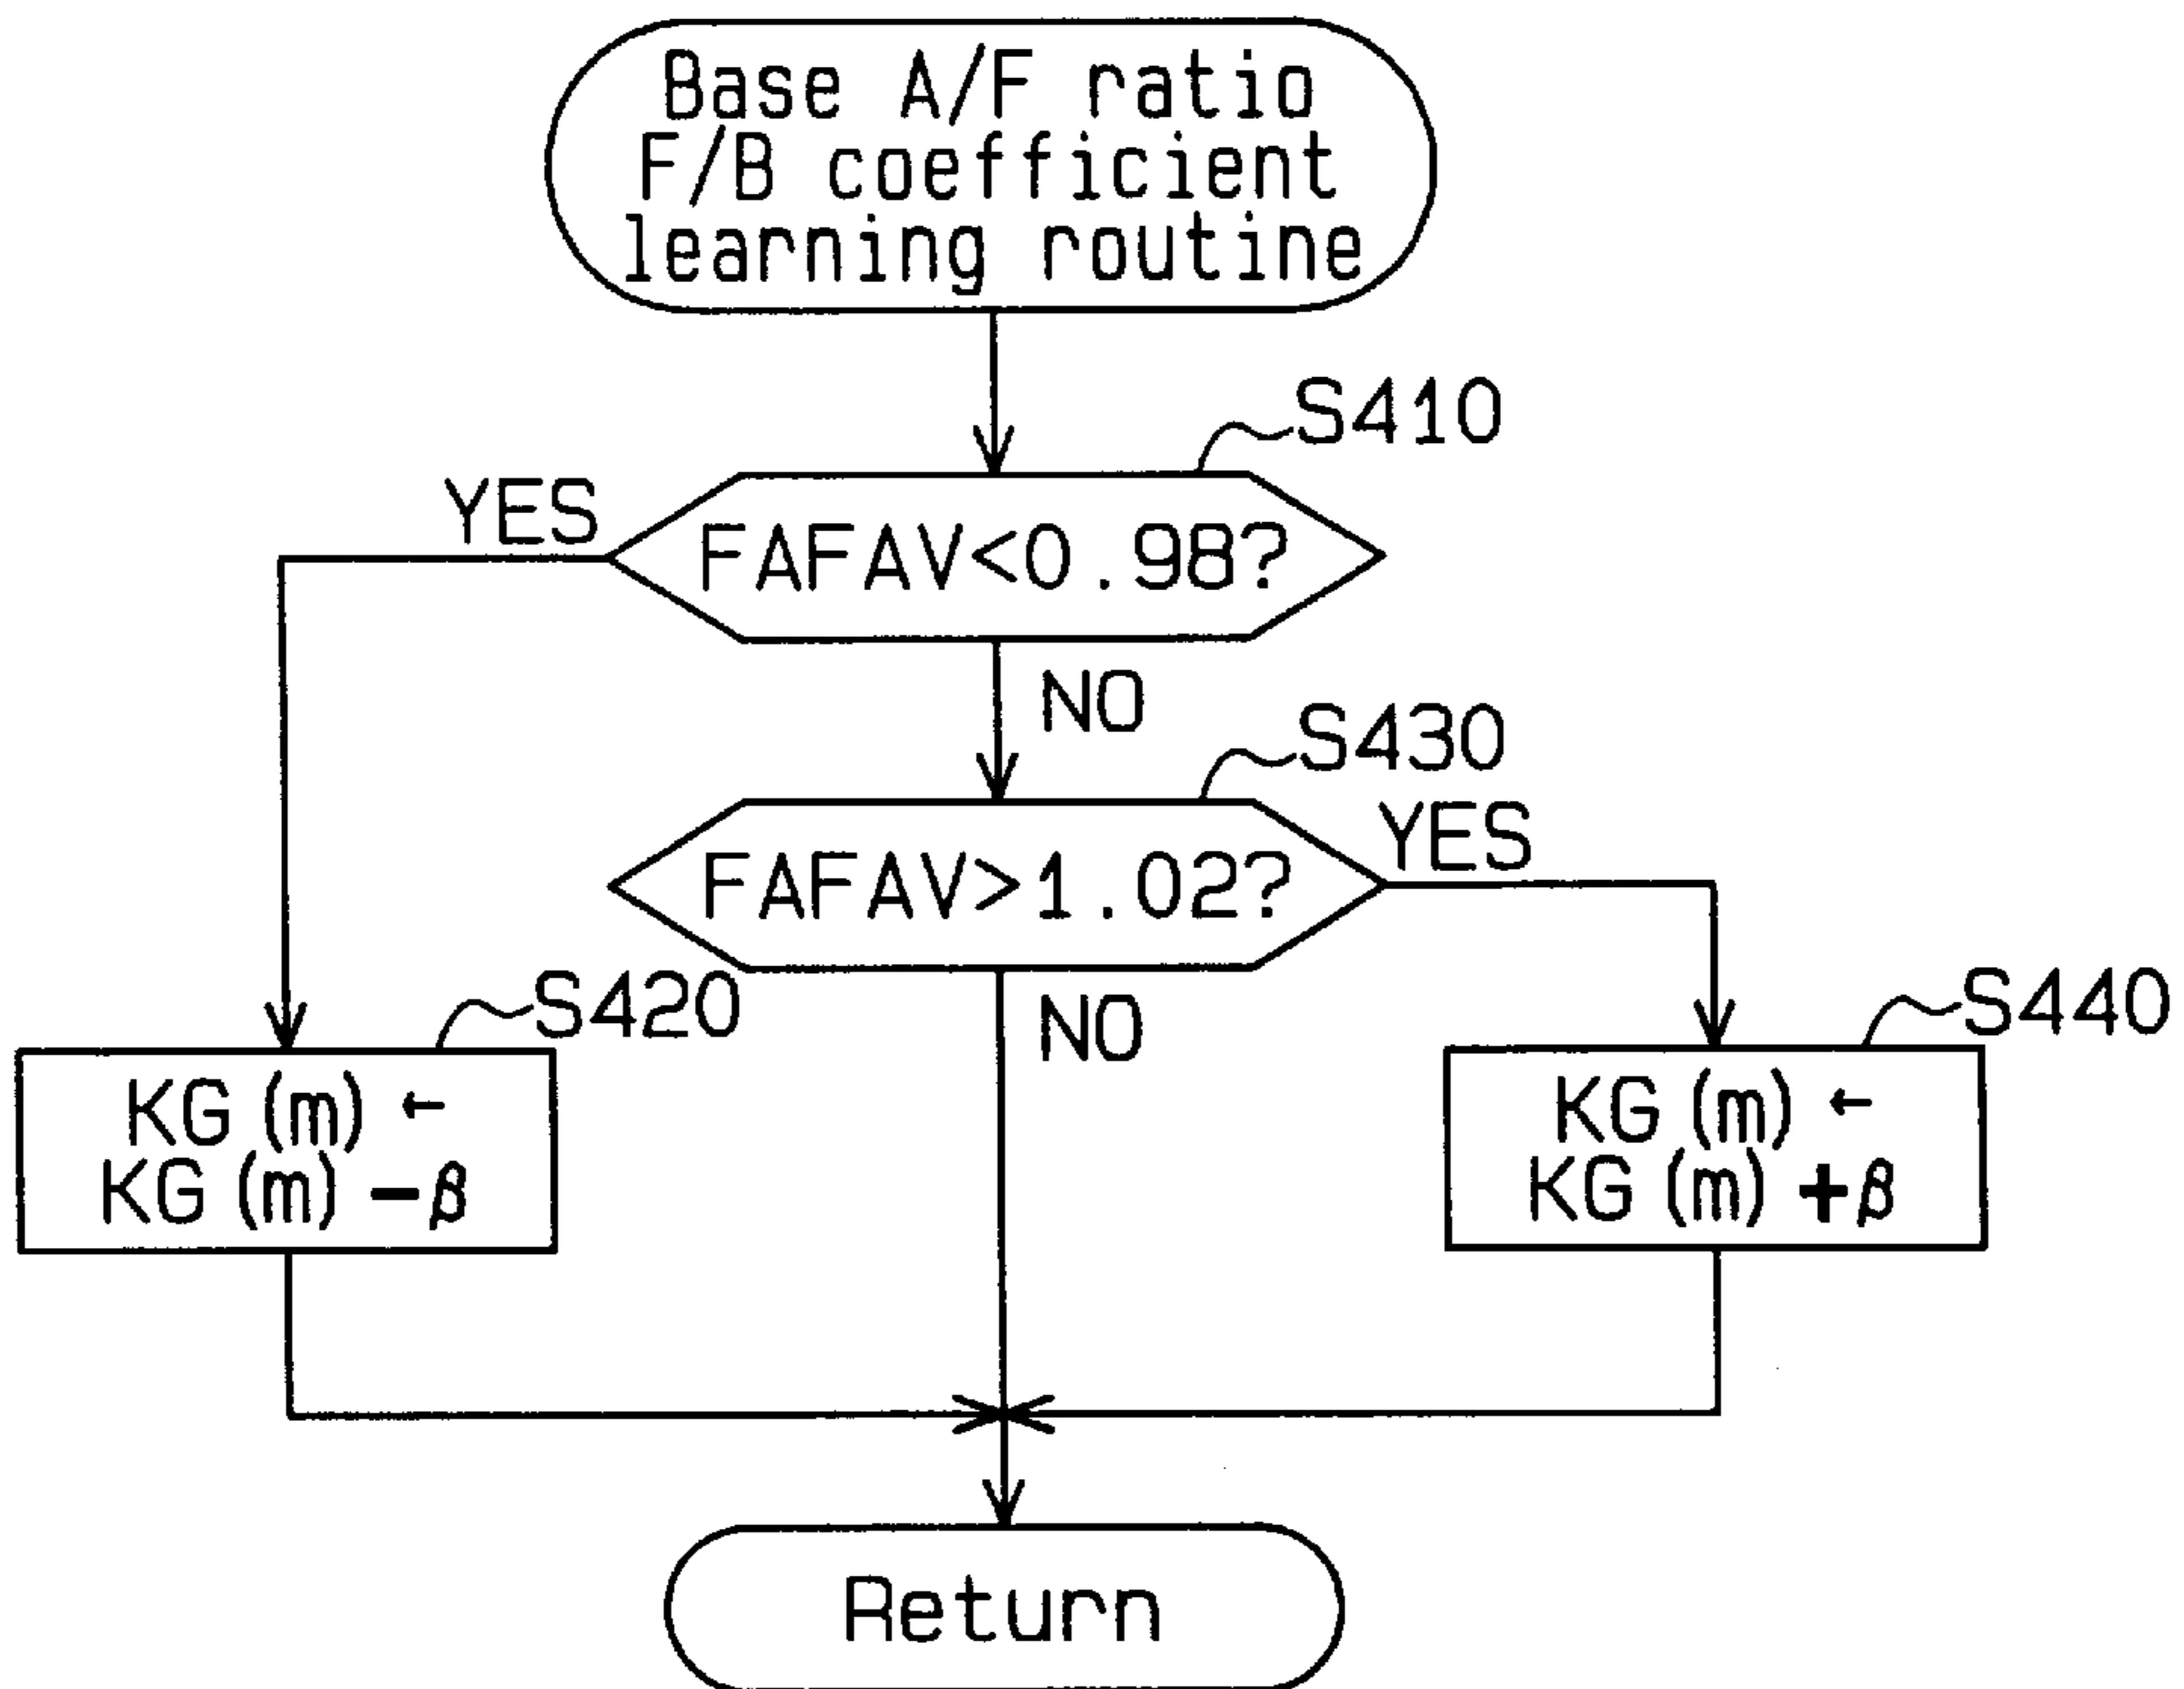 Base A/F ratio
F/B coefficient
learning routine
S410
YES
FAFAV<0.98?
NO
S430
YES
FAFAV>1.02?
S420
NO
S440
KG (m) ←
KG (m) −β
KG (m) ←
KG (m) +β
Return